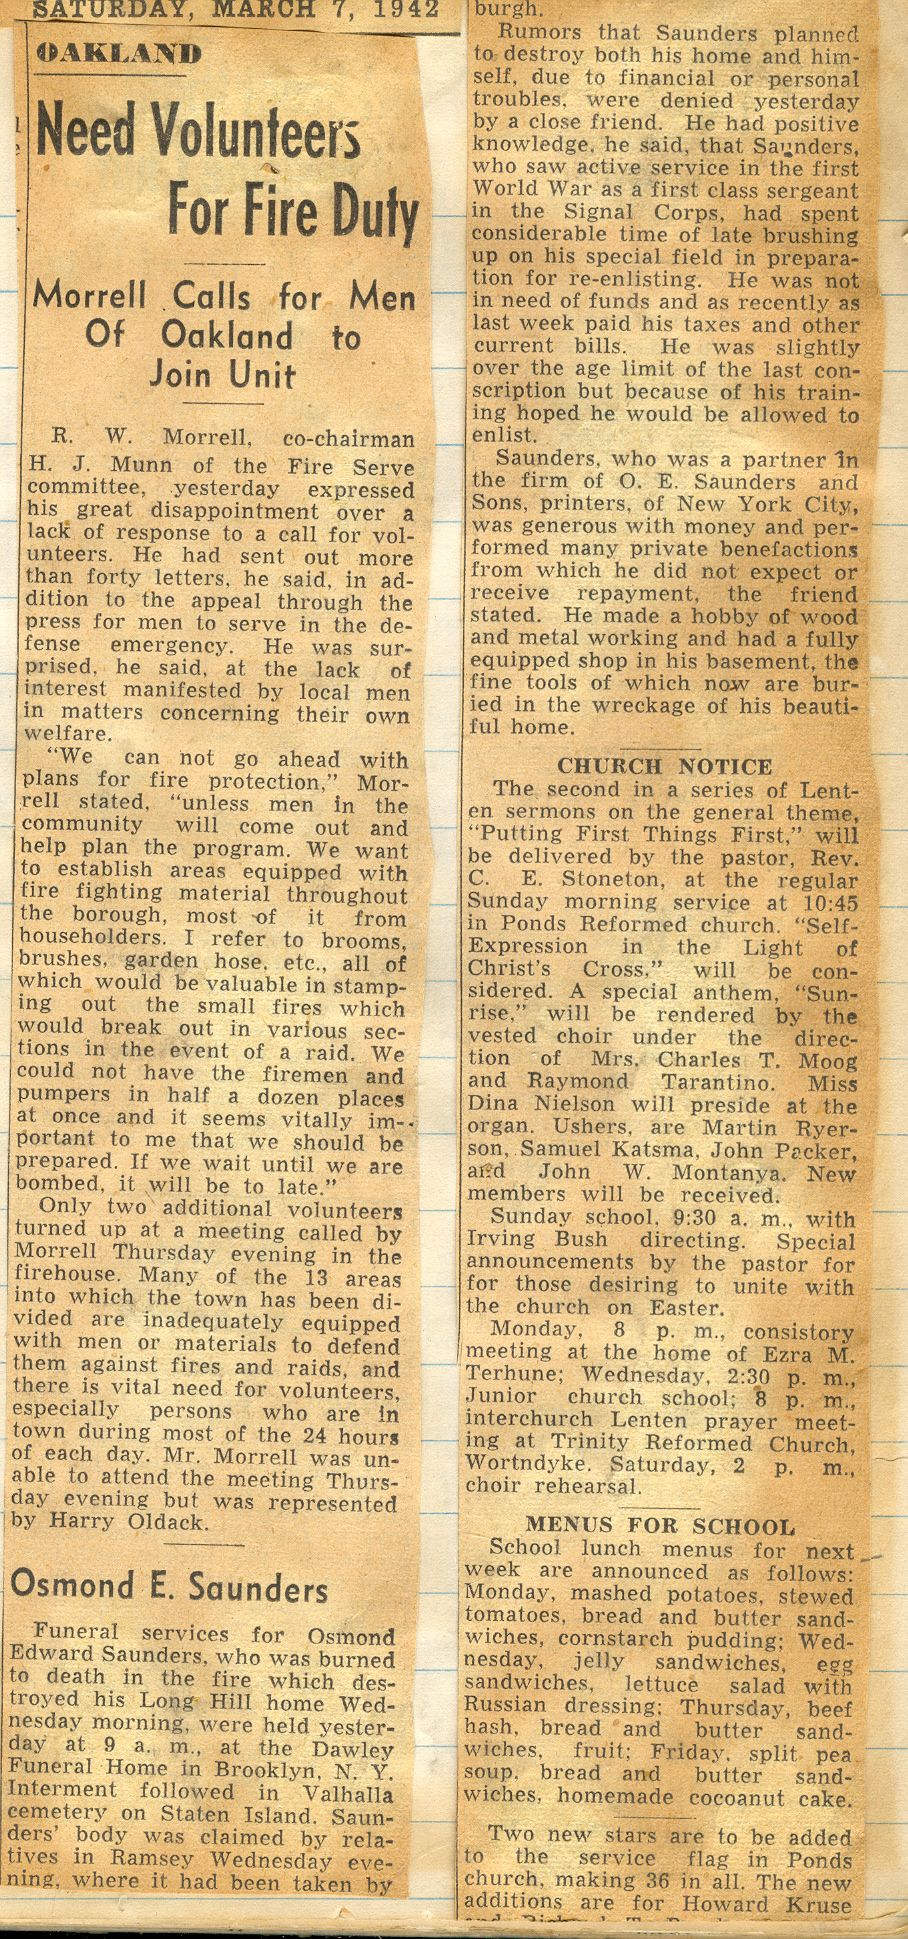 SATURDAY, MARCH 7, 1942
OAKLAND
Need Volunteers
For Fire Duty
Morrell Calls for Men
Of Oakland to
Join Unit
R. W. Morrell, co-chairman
H. J. Munn of the Fire Serve
committee, yesterday expressed
his great disappointment over a
lack of response to a call for vol-
unteers. He had sent out more
than forty letters, he said, in ad-
dition to the appeal through the
press for men to serve in the de-
fense emergency. He was sur-
prised, he said, at the lack of
interest manifested by local men
in matters concerning their own
welfare.
"We can not go ahead with
plans for fire protection," Mor-
rell stated, "unless men in the
community will come out and
help plan the program. We want
to establish areas equipped with
fire fighting material throughout
the borough, most of it from
householders. I refer to brooms,
brushes, garden hose, etc., all of
which would be valuable in stamp-
ing out the small fires which
would break out in various sec-
tions in the event of a raid. We
could not have the firemen and
pumpers in half a dozen places
at once and it seems vitally im-
portant to me that we should be
prepared. If we wait until we are
bombed, it will be to late."
Only two additional volunteers
turned up at a meeting called by
Morrell Thursday evening in the
firehouse. Many of the 13 areas
into which the town has been di-
vided are inadequately equipped
with men or materials to defend
them against fires and raids, and
there is vital need for volunteers,
especially persons who are in
town during most of the 24 hours
of each day. Mr. Morrell was un-
able to attend the meeting Thurs-
day evening but was represented
by Harry Oldack.
Osmond E. Saunders
Funeral services for Osmond
Edward Saunders, who was burned
to death in the fire which des-
troyed his Long Hill home Wed-
nesday morning, were held yester-
day at 9 a. m., at the Dawley
Funeral Home in Brooklyn, N. Y.
Interment followed in Valhalla
cemetery on Staten Island. Saun-
ders' body was claimed by rela-
tives in Ramsey Wednesday eve-
ning, where it had been taken by
burgh.
Rumors that Saunders planned
to destroy both his home and him-
self, due to financial or personal
troubles, were denied yesterday
by a close friend. He had positive
knowledge, he said, that Saunders,
who saw active service in the first
World War as a first class sergeant
in the Signal Corps, had spent
considerable time of late brushing
up on his special field in prepara-
tion for re-enlisting. He was not
in need of funds and as recently as
last week paid his taxes and other
current bills. He was slightly
over the age limit of the last con-
scription but because of his train-
ing hoped he would be allowed to
enlist.
Saunders, who was a partner in
the firm of O. E. Saunders and
Sons, printers, of New York City,
was generous with money and per-
formed many private benefactions
from which he did not expect or
receive repayment, the friend
stated. He made a hobby of wood
and metal working and had a fully
equipped shop in his basement, the
fine tools of which now are bur-
ied in the wreckage of his beauti-
ful home.
CHURCH NOTICE
The second in a series of Lent-
en sermons on the general theme,
"Putting First Things First," will
be delivered by the pastor, Rev.
C. E. Stoneton, at the regular
Sunday morning service at 10:45
in Ponds Reformed church. "Self-
Expression in the Light of
Christ's Cross," will be con-
sidered. A special anthem, "Sun-
rise," will be rendered by the
vested choir under the direc-
tion of Mrs. Charles T. Moog
and Raymond Tarantino. Miss
Dina Nielson will preside at the
organ. Ushers, are Martin Ryer-
son, Samuel Katsma, John Packer,
and John W. Montanya. New
members will be received.
Sunday school, 9:30 a. m., with
Irving Bush directing. Special
announcements by the pastor for
for those desiring to unite with
the church on Easter.
Monday, 8 p. m., consistory
meeting at the home of Ezra M.
Terhune; Wednesday, 2:30 p. m.,
Junior church school; 8 p. m.,
interchurch Lenten prayer meet-
ing at Trinity Reformed Church,
Wortndyke. Saturday, 2 p. m.,
choir rehearsal.
MENUS FOR SCHOOL
School lunch menus for next
week are announced as follows:
Monday, mashed potatoes, stewed
tomatoes, bread and butter sand-
wiches, cornstarch pudding; Wed-
nesday, jelly sandwiches, egg
sandwiches, lettuce salad with
Russian dressing; Thursday, beef
hash, bread and butter sand-
wiches, fruit; Friday, split pea
soup, bread and butter sand-
wiches, homemade cocoanut cake.
Two new stars are to be added
to the service flag in Ponds
church, making 36 in all. The new
additions are for Howard Kruse